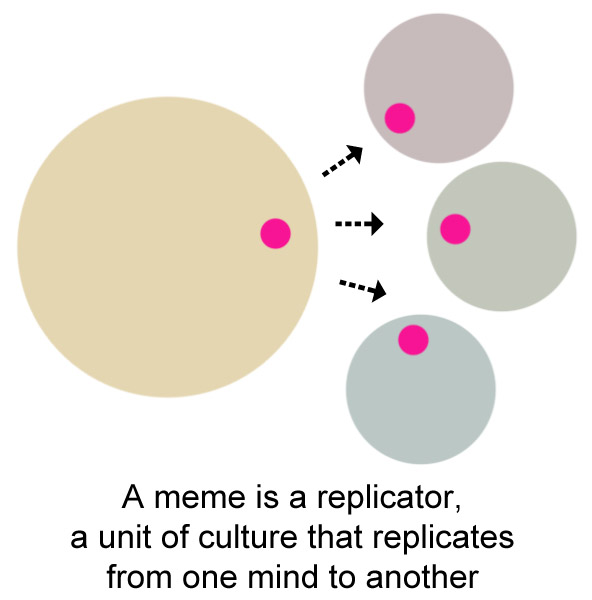 A meme is a replicator,
a unit of culture that replicates
from one mind to another